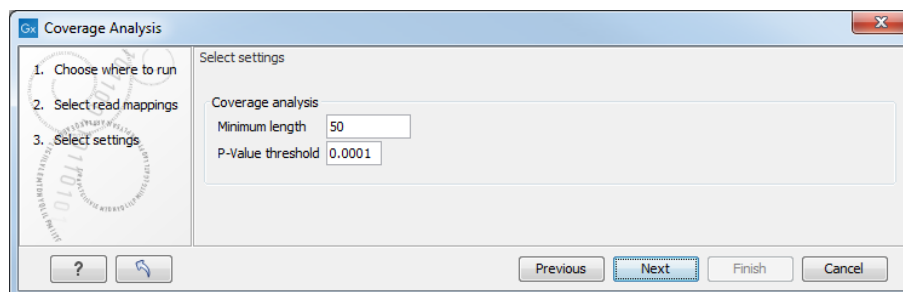 Gx Coverage Analysis
1. Choose where to run
2. Select read mappings
3. Select settings
Select settings
Coverage analysis
Minimum length 50
P-Value threshold 0.0001
?
Previous Next Finish Cancel